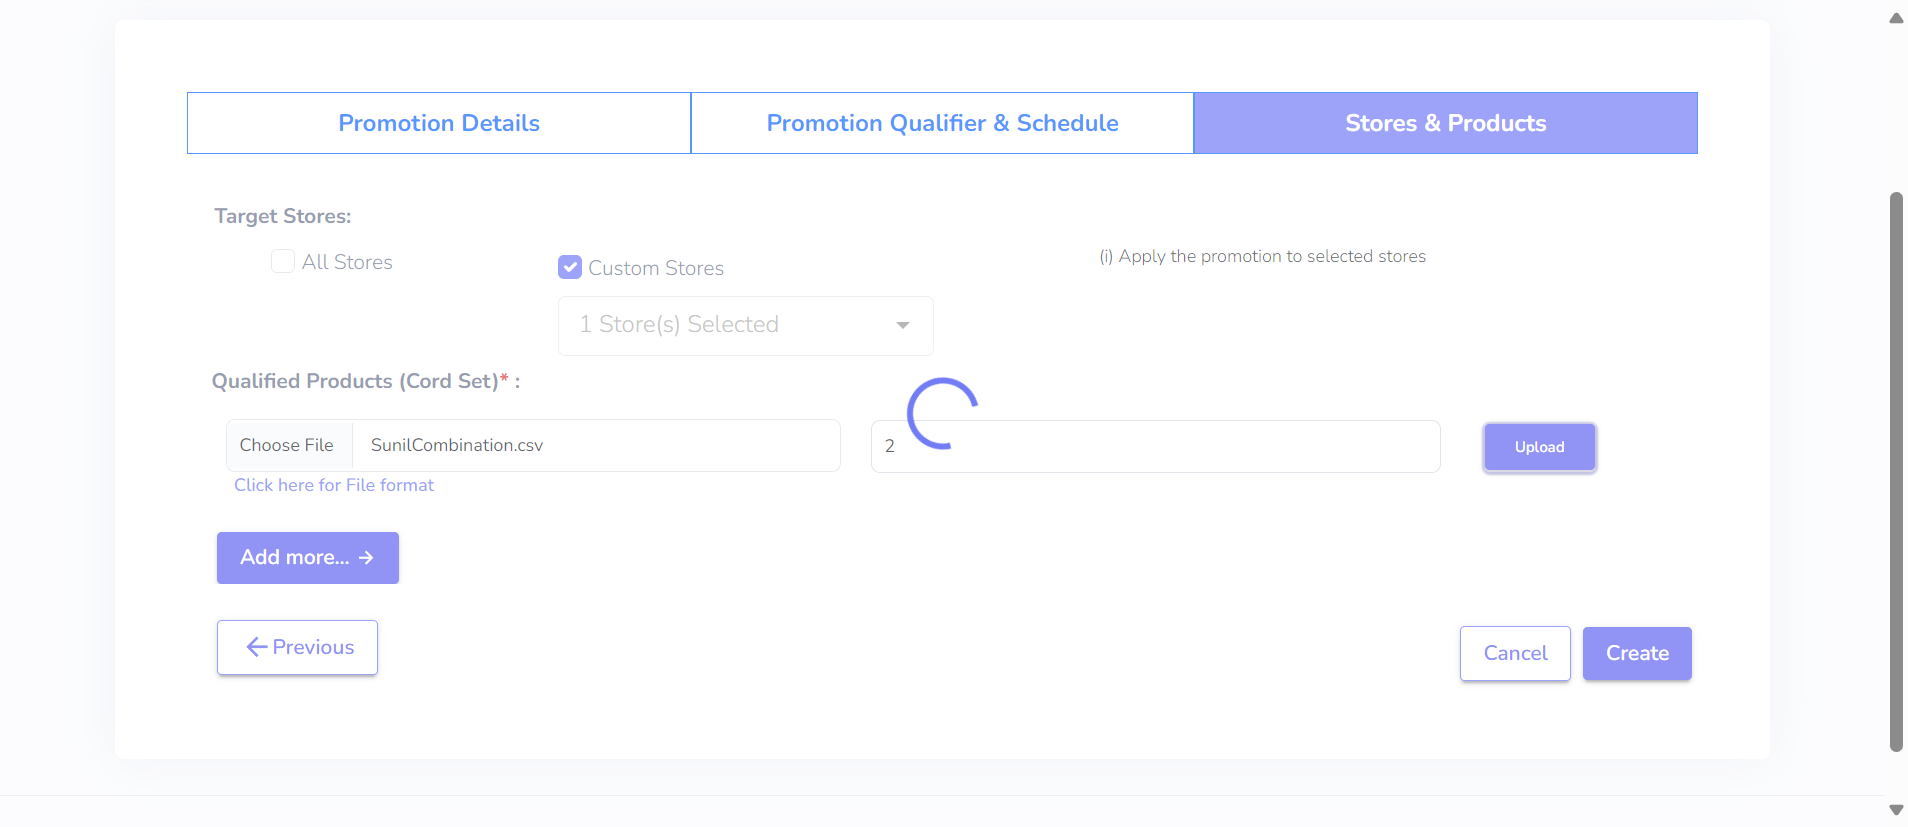 Promotion Details
Promotion Qualifier & Schedule
Stores & Products
Target Stores:
All Stores
Custom Stores
(i) Apply the promotion to selected stores
1 Store(s) Selected
Qualified Products (Cord Set)* :
Choose File
SunilCombination.csv
2
Upload
Click here for File format
Add more... →
← Previous
Cancel
Create